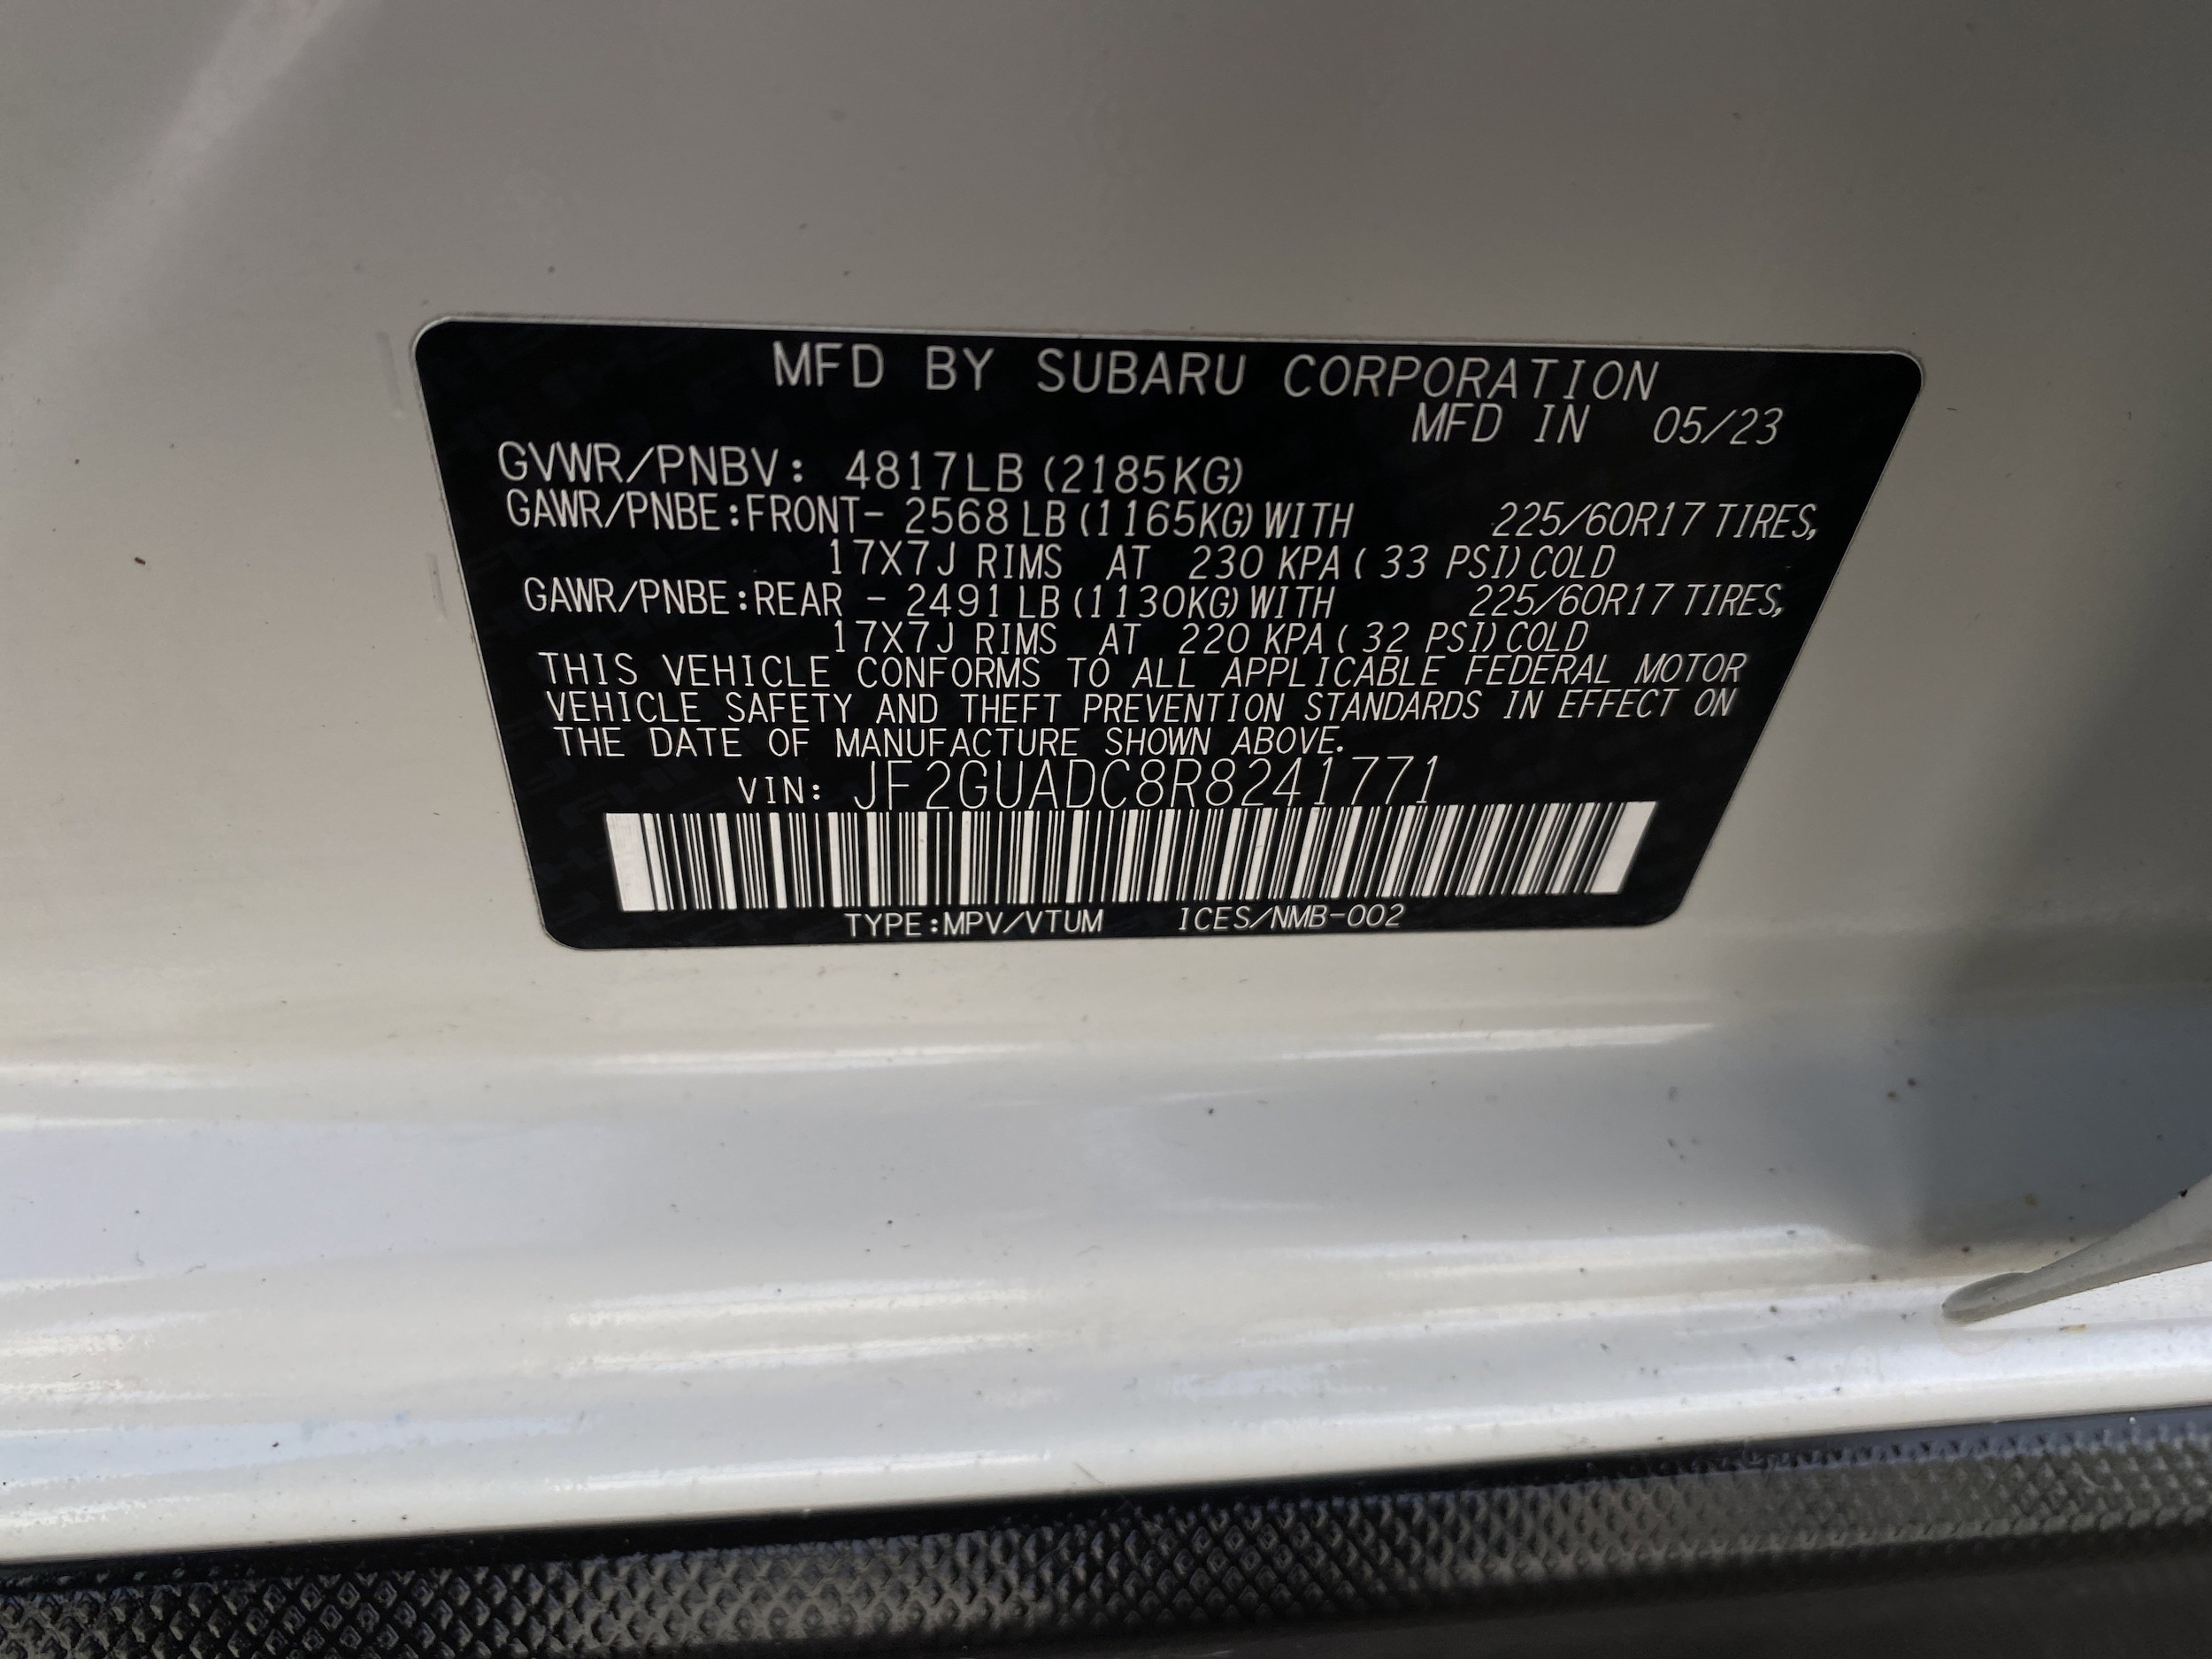 MFD BY SUBARU CORPORATION
MFD IN 05/23
GVWR/PNBV: 4817LB (2185KG)
GAWR/PNBE:FRONT- 2568 LB (1165KG) WITH 225/60R17 TIRES,
17X7J RIMS AT 230 KPA ( 33 PSI) COLD
GAWR/PNBE:REAR - 2491 LB (1130KG) WITH 225/60R17 TIRES,
17X7J RIMS AT 220 KPA ( 32 PSI) COLD
THIS VEHICLE CONFORMS TO ALL APPLICABLE FEDERAL MOTOR
VEHICLE SAFETY AND THEFT PREVENTION STANDARDS IN EFFECT ON
THE DATE OF MANUFACTURE SHOWN ABOVE.
VIN: JF2GUADC8R8241771
TYPE:MPV/VTUM ICES/NMB-002